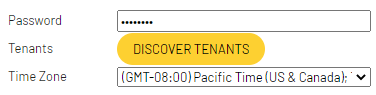 Password ••••••••
Tenants DISCOVER TENANTS
Time Zone (GMT-08:00) Pacific Time (US & Canada);